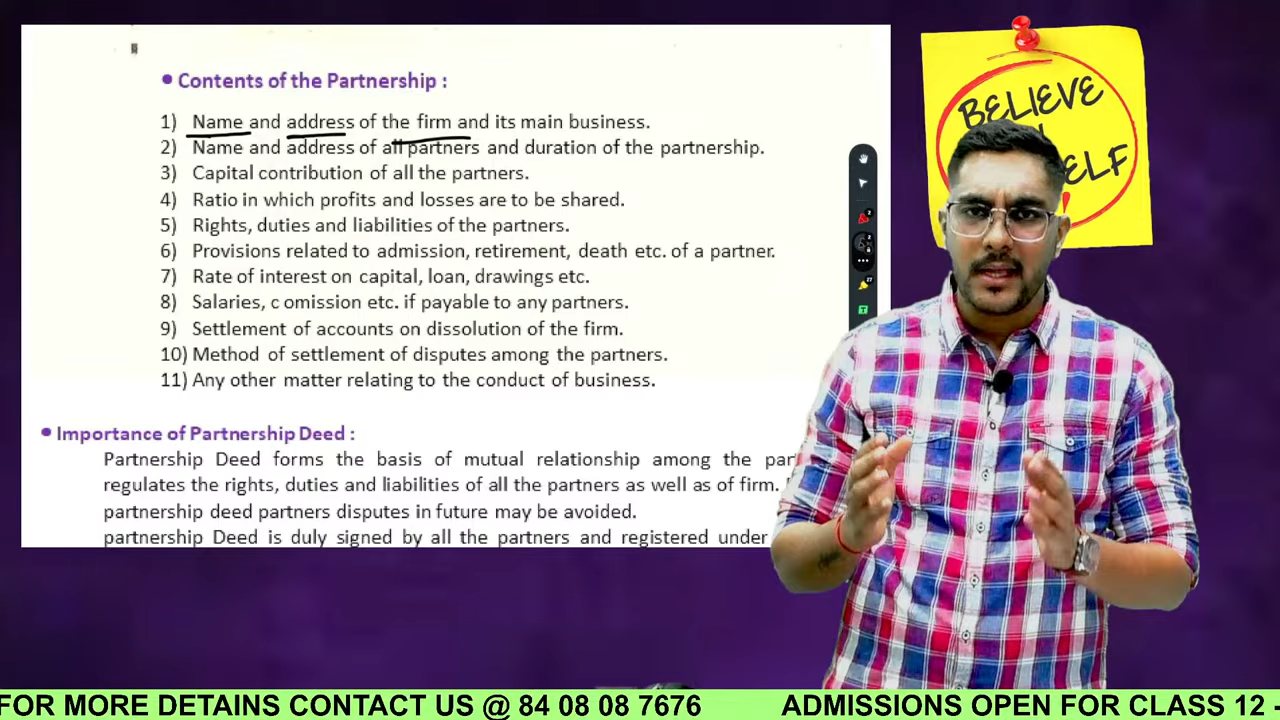 • Contents of the Partnership :
1) Name and address of the firm and its main business.
2) Name and address of all partners and duration of the partnership.
3) Capital contribution of all the partners.
4) Ratio in which profits and losses are to be shared.
5) Rights, duties and liabilities of the partners.
6) Provisions related to admission, retirement, death etc. of a partner.
7) Rate of interest on capital, loan, drawings etc.
8) Salaries, c omission etc. if payable to any partners.
9) Settlement of accounts on dissolution of the firm.
10) Method of settlement of disputes among the partners.
11) Any other matter relating to the conduct of business.
• Importance of Partnership Deed :
Partnership Deed forms the basis of mutual relationship among the par
regulates the rights, duties and liabilities of all the partners as well as of firm.
partnership deed partners disputes in future may be avoided.
partnership Deed is duly signed by all the partners and registered under
BELIEVE
ELF
FOR MORE DETAINS CONTACT US @ 84 08 08 7676 ADMISSIONS OPEN FOR CLASS 12 -